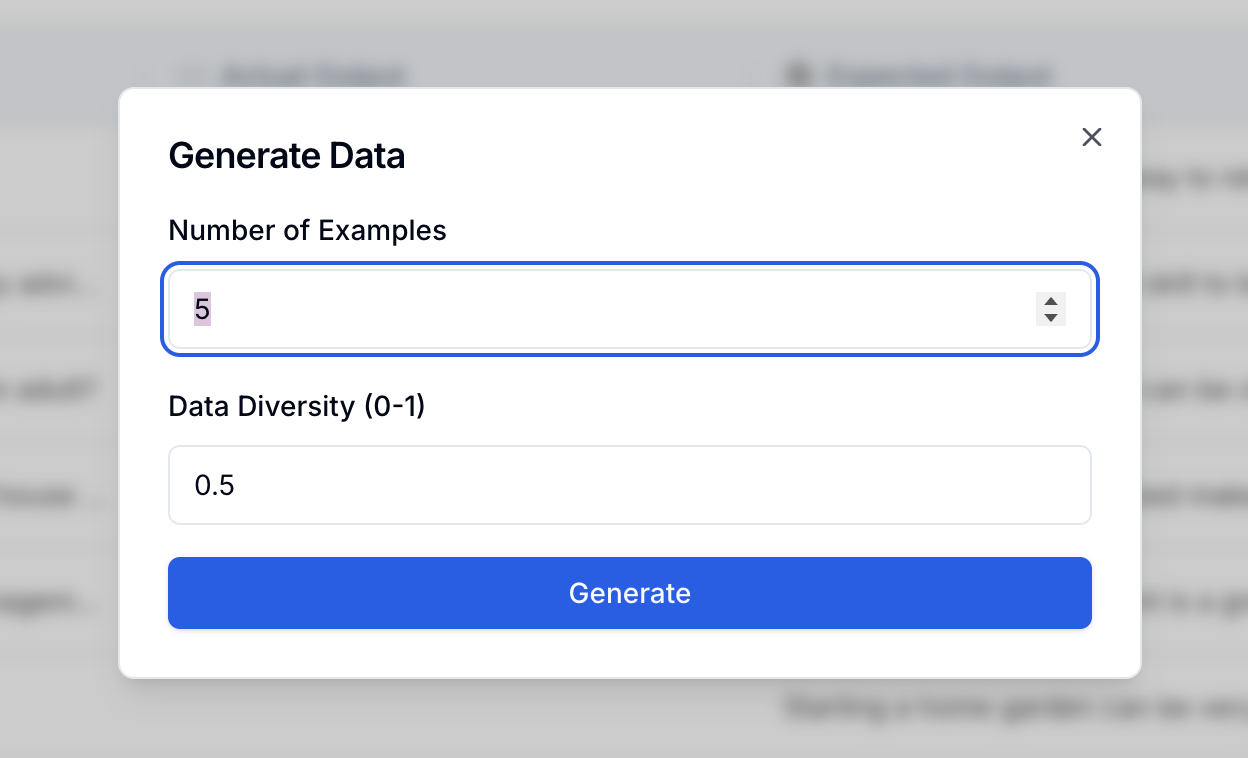 Actual Output
Expected Output
Generate Data
Number of Examples
5
Data Diversity (0-1)
0.5
Generate
Starting a home garden can be very